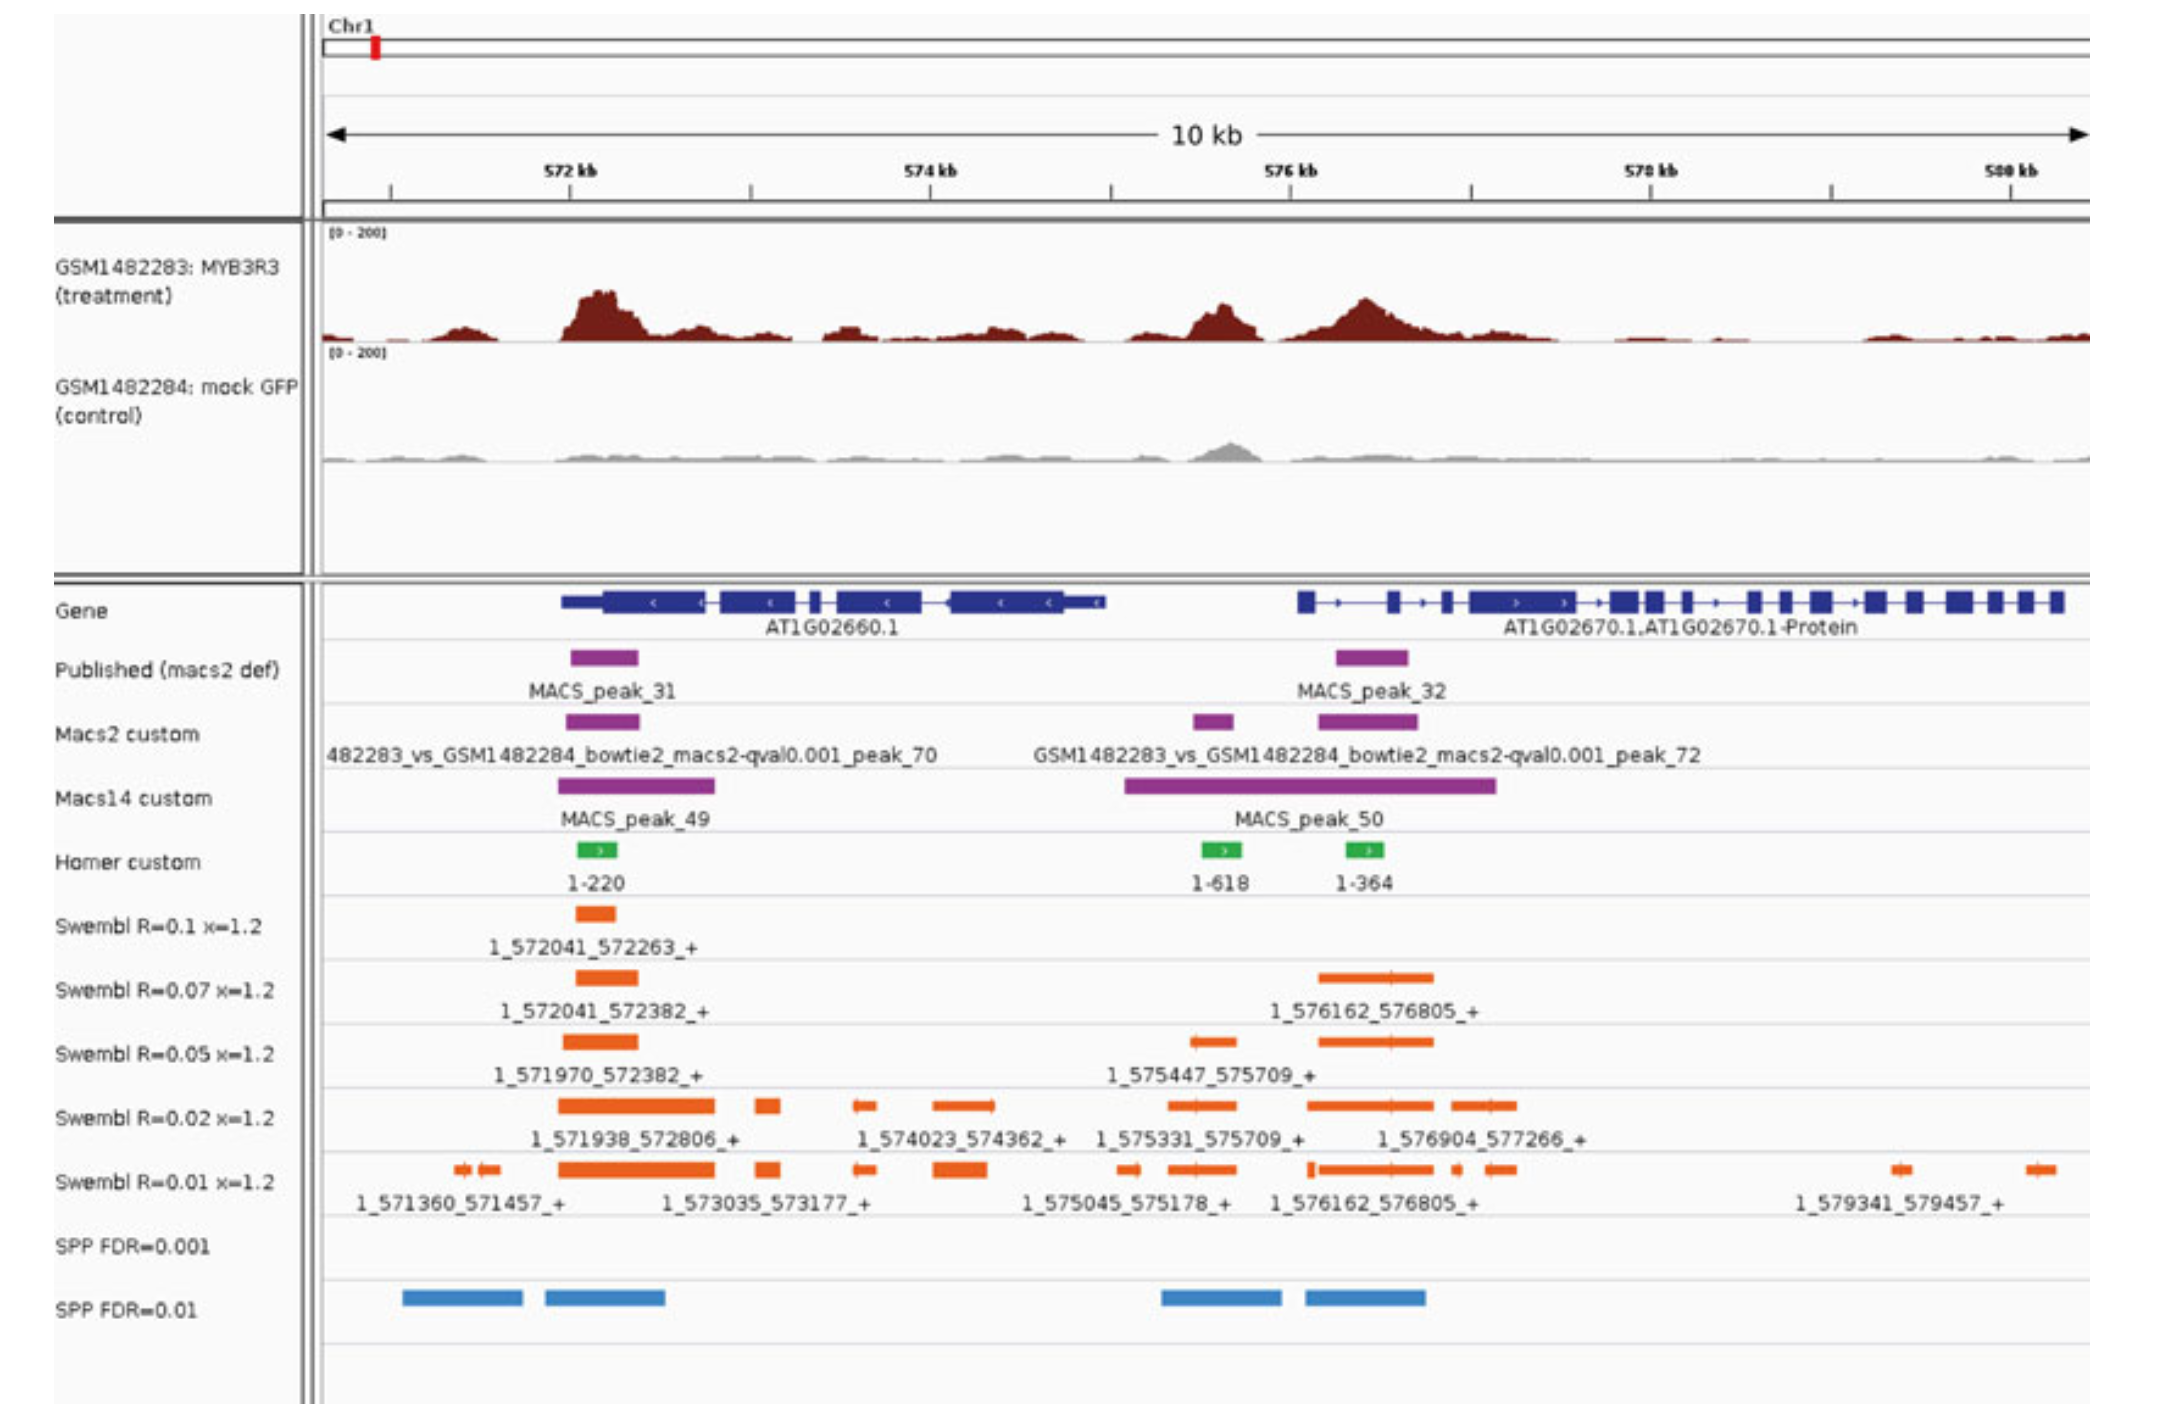 Chr1
10 kb
572 kb 574 kb 576 kb 578 kb 580 kb
[0 - 200]
GSM1482283: MYB3R3
(treatment)
[0 - 200]
GSM1482284: mock GFP
(control)
Gene
AT1G02660.1 AT1G02670.1,AT1G02670.1-Protein
Published (macs2 def)
MACS_peak_31 MACS_peak_32
Macs2 custom
482283_vs_GSM1482284_bowtie2_macs2-qval0.001_peak_70 GSM1482283_vs_GSM1482284_bowtie2_macs2-qval0.001_peak_72
Macs14 custom
MACS_peak_49 MACS_peak_50
Homer custom
1-220 1-618 1-364
Swembl R=0.1 x=1.2
1_572041_572263_+
Swembl R=0.07 x=1.2
1_572041_572382_+ 1_576162_576805_+
Swembl R=0.05 x=1.2
1_571970_572382_+ 1_575447_575709_+
Swembl R=0.02 x=1.2
1_571938_572806_+ 1_574023_574362_+ 1_575331_575709_+ 1_576904_577266_+
Swembl R=0.01 x=1.2
1_571360_571457_+ 1_573035_573177_+ 1_575045_575178_+ 1_576162_576805_+ 1_579341_579457_+
SPP FDR=0.001
SPP FDR=0.01